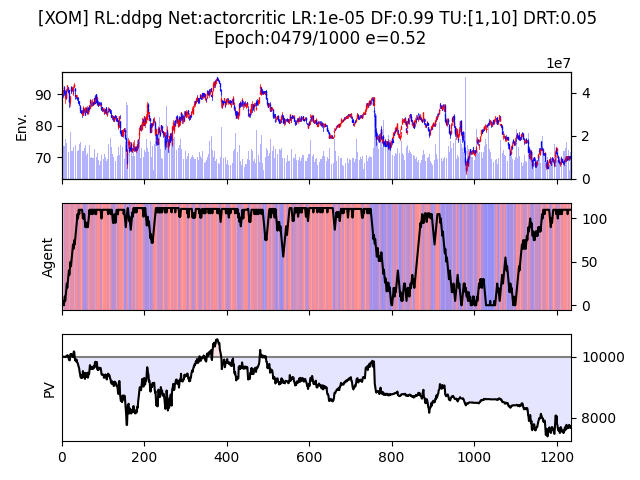 [XOM] RL:ddpg Net:actorcritic LR:1e-05 DF:0.99 TU:[1,10] DRT:0.05
Epoch:0479/1000 e=0.52
1e7
Env.
90
80
70
4
2
0
Agent
100
50
0
PV
10000
8000
0 200 400 600 800 1000 1200